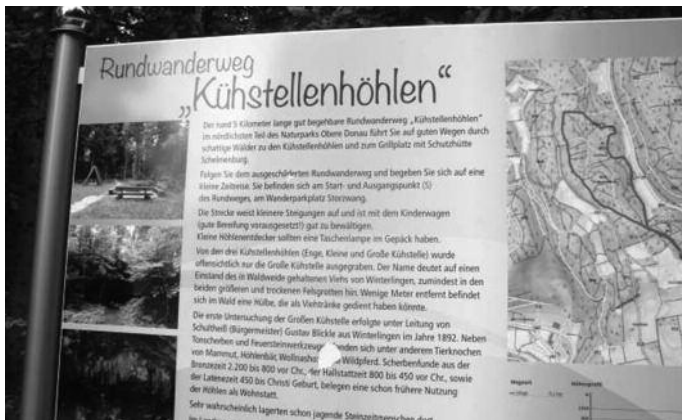 Rundwanderweg
„Kühstellenhöhlen“
Der rund 5 Kilometer lange gut begehbare Rundwanderweg „Kühstellenhöhlen“
im nördlichsten Teil des Naturparks Obere Donau führt Sie auf guten Wegen durch
schattige Wälder zu den Kühstellenhöhlen und zum Grillplatz mit Schutzhütte
Schelmenburg.
Folgen Sie dem ausgeschilderten Rundwanderweg und begeben Sie sich auf eine
kleine Zeitreise. Sie befinden sich am Start- und Ausgangspunkt (S)
des Rundweges, am Wanderparkplatz Storzwang.
Die Strecke weist kleinere Steigungen auf und ist mit dem Kinderwagen
(gute Bereifung vorausgesetzt!) gut zu bewältigen.
Kleine Höhlenentdecker sollten eine Taschenlampe im Gepäck haben.
Von den drei Kühstellenhöhlen (Enge, Kleine und Große Kühstelle) wurde
offensichtlich nur die Große Kühstelle ausgegraben. Der Name deutet auf einen
Einstand des in Waldweide gehaltenen Viehs von Winterlingen, zumindest in den
beiden größeren und trockenen Felsgrotten hin. Wenige Meter entfernt befindet
sich im Wald eine Hülbe, die als Viehtränke gedient haben könnte.
Die erste Untersuchung der Großen Kühstelle erfolgte unter Leitung von
Schultheiß (Bürgermeister) Gustav Blickle aus Winterlingen im Jahre 1892. Neben
Tonscherben und Feuersteinwerkzeug fanden sich unter anderem Tierknochen
von Mammut, Höhlenbär, Wildpferd. Scherbenfunde aus der
Bronzezeit 2.200 bis 800 vor Chr., der Hallstattzeit 800 bis 450 vor Chr., sowie
der Latenezeit 450 bis Christi Geburt, belegen eine schon frühere Nutzung
der Höhlen als Wohnstatt.
Sehr wahrscheinlich lagerten schon jagende Steinzeitmenschen dort